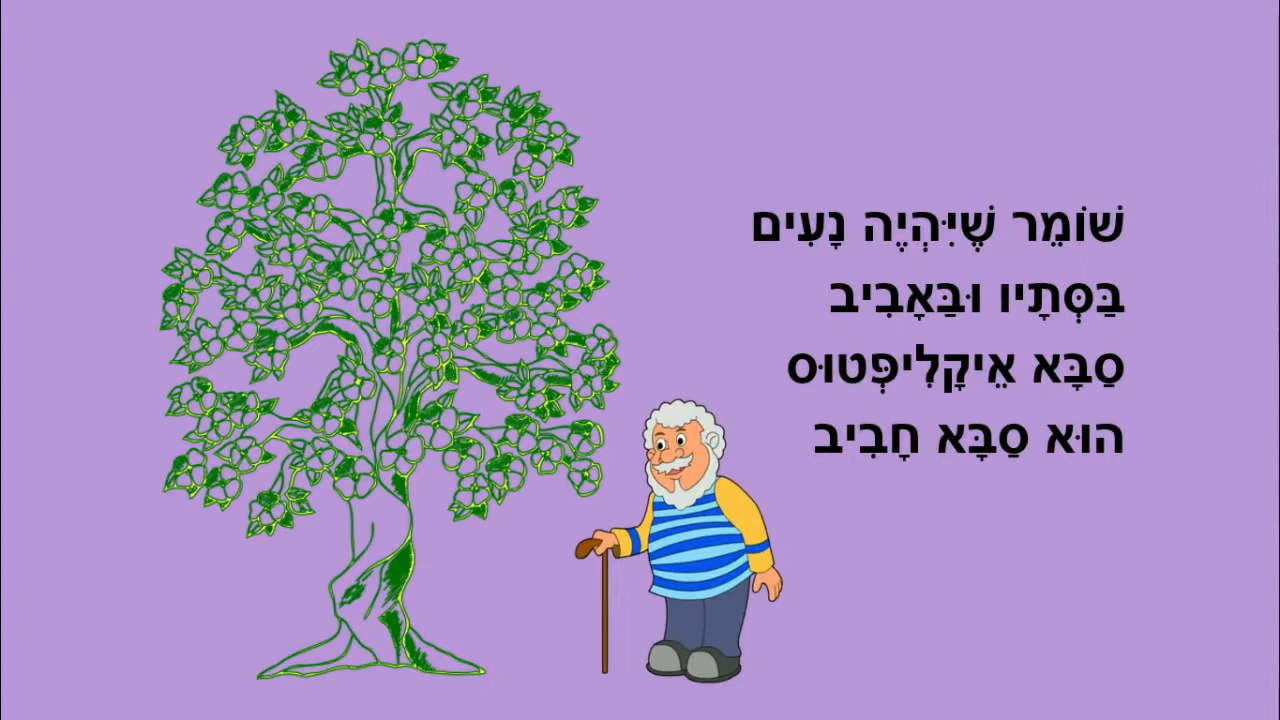 שׁוֹמֵר שֶׁיִּהְיֶה נָעִים
בַּסְּתָיו וּבַּאָבִיב
סַבָּא אֵיקָלִיפְּטוּס
הוּא סַבָּא חָבִיב